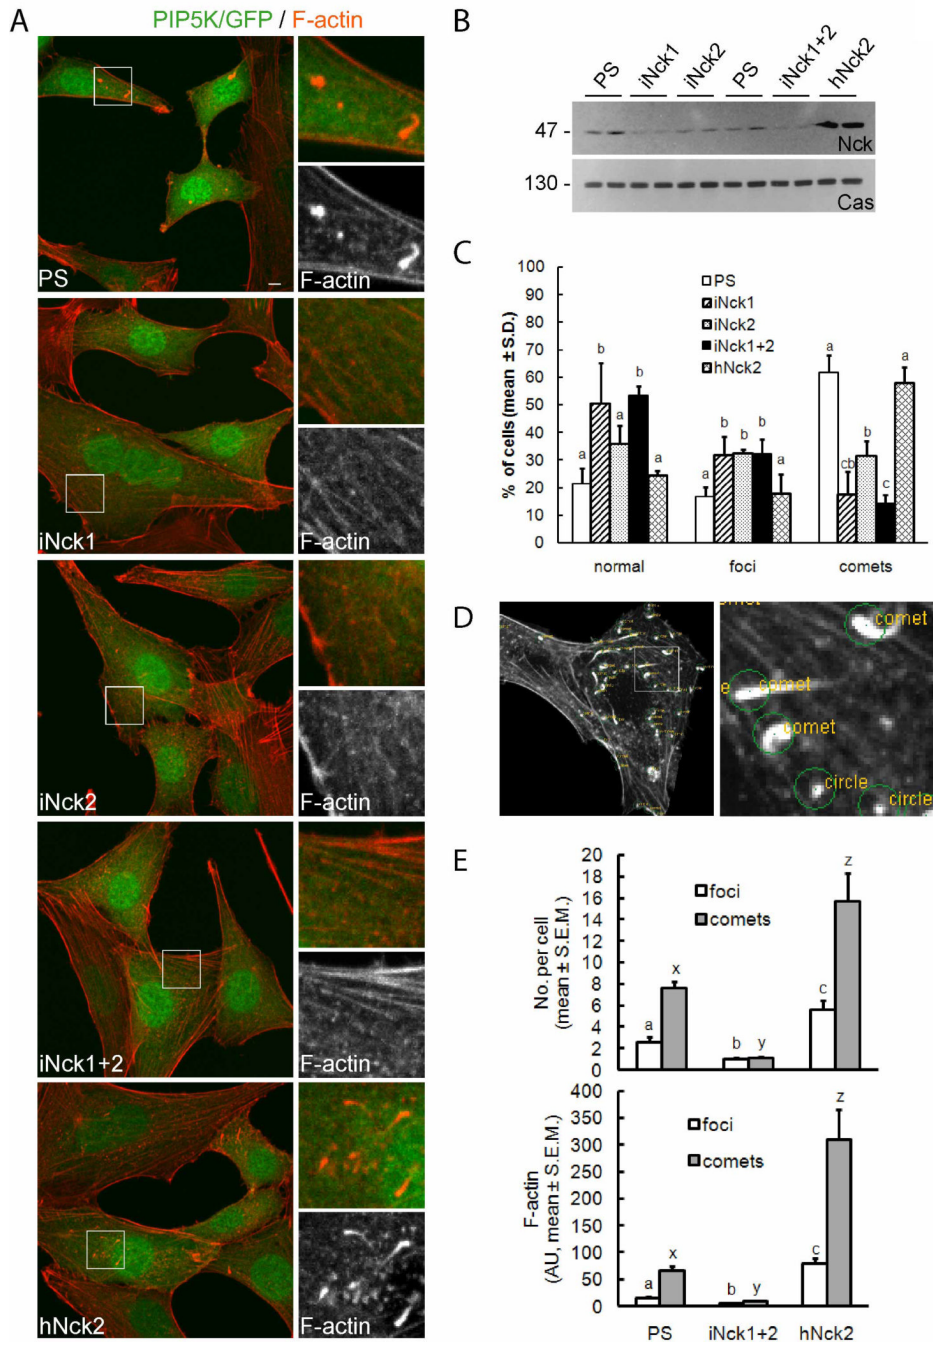 A
PIP5K/GFP / F-actin
PS
F-actin
F-actin
iNck1
F-actin
iNck2
F-actin
iNck1+2
F-actin
hNck2
B
PS
iNck1
iNck2
PS
iNck1+2
hNck2
47 -
Nck
130 -
Cas
C
% of cells (mean ± S.D.)
100
90
80
70
60
50
40
30
20
10
0
PS
iNck1
iNck2
iNck1+2
hNck2
a
b
a
b
a
a
b
b
b
a
a
cb
b
c
a
normal
foci
comets
D
comet
comet
comet
comet
circle
circle
E
No. per cell
(mean ± S.E.M.)
20
18
16
14
12
10
8
6
4
2
0
foci
comets
a
x
b
y
c
z
F-actin
(AU, mean ± S.E.M.)
400
350
300
250
200
150
100
50
0
foci
comets
a
x
b
y
c
z
PS
iNck1+2
hNck2